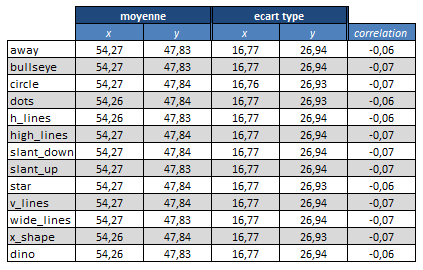 moyenne ecart type
x y x y correlation
away 54,27 47,83 16,77 26,94 -0,06
bullseye 54,27 47,83 16,77 26,94 -0,07
circle 54,27 47,84 16,76 26,93 -0,07
dots 54,26 47,84 16,77 26,93 -0,06
h_lines 54,26 47,83 16,77 26,94 -0,06
high_lines 54,27 47,84 16,77 26,94 -0,07
slant_down 54,27 47,84 16,77 26,94 -0,07
slant_up 54,27 47,83 16,77 26,94 -0,07
star 54,27 47,84 16,77 26,93 -0,06
v_lines 54,27 47,84 16,77 26,94 -0,07
wide_lines 54,27 47,83 16,77 26,94 -0,07
x_shape 54,26 47,84 16,77 26,93 -0,07
dino 54,26 47,83 16,77 26,94 -0,06